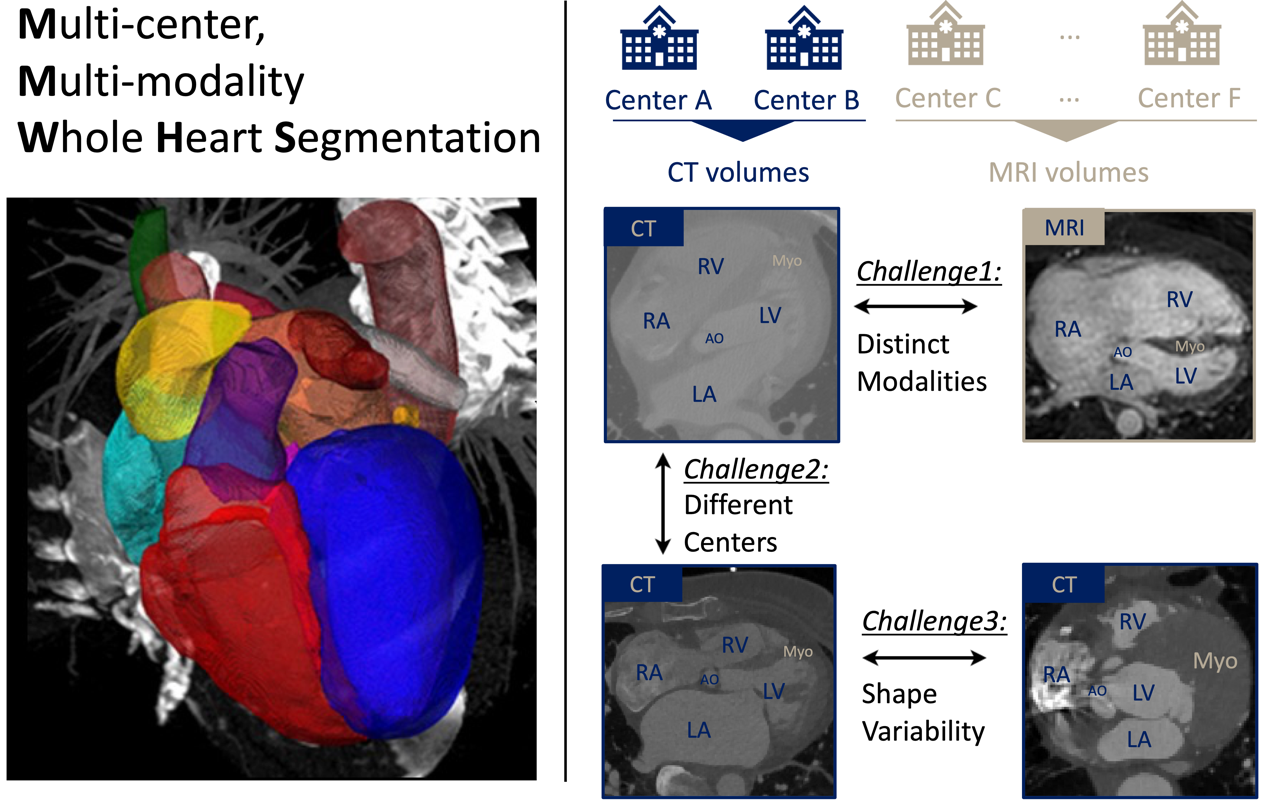 Multi-center,
Multi-modality
Whole Heart Segmentation
Center A
Center B
Center C
...
...
Center F
CT volumes
MRI volumes
CT
RV
Myo
RA
LV
AO
LA
Challenge1:
Distinct
Modalities
MRI
RV
RA
Myo
AO
LA
LV
Challenge2:
Different
Centers
CT
RV
Myo
RA
AO
LV
LA
Challenge3:
Shape
Variability
CT
RV
Myo
RA
AO
LV
LA